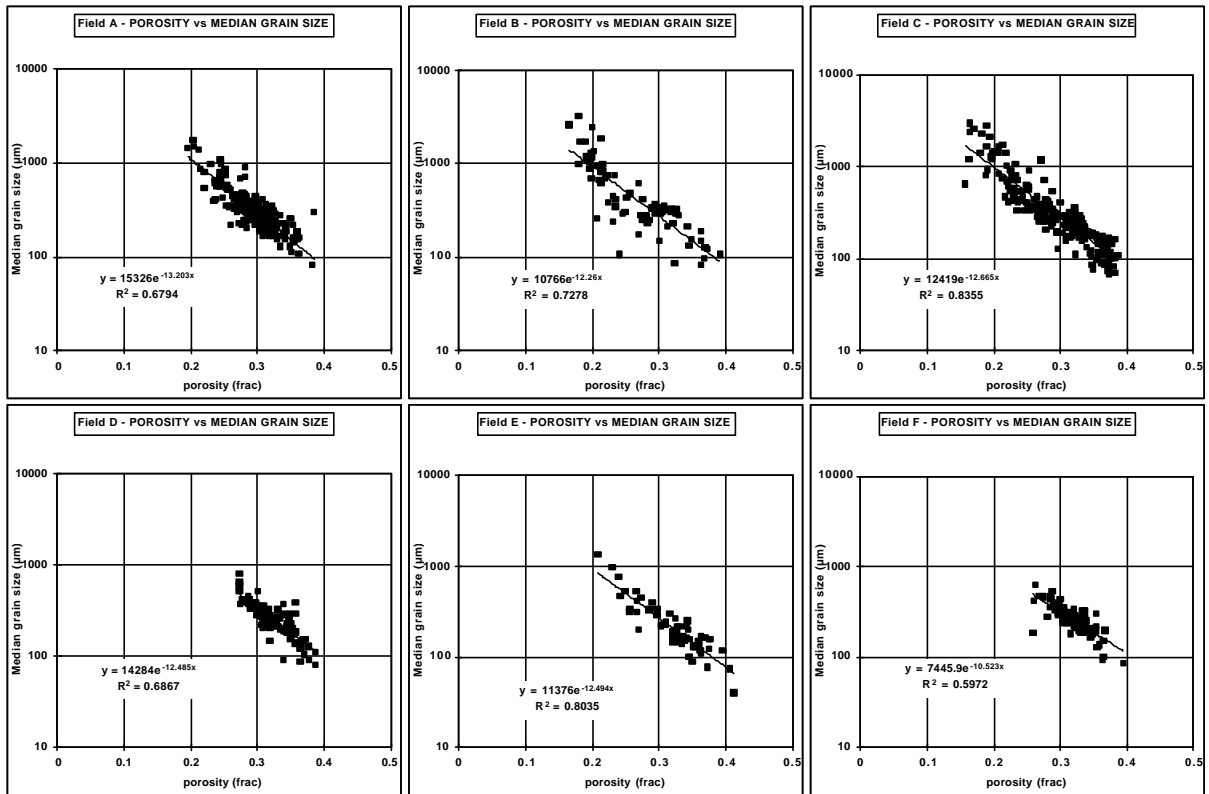 Field A - POROSITY vs MEDIAN GRAIN SIZE
10000
1000
100
10
Median grain size (µm)
y = 15326e^-13.203x
R² = 0.6794
0 0.1 0.2 0.3 0.4 0.5
porosity (frac)
Field B - POROSITY vs MEDIAN GRAIN SIZE
10000
1000
100
10
Median grain size (µm)
y = 10766e^-12.26x
R² = 0.7278
0 0.1 0.2 0.3 0.4 0.5
porosity (frac)
Field C - POROSITY vs MEDIAN GRAIN SIZE
10000
1000
100
10
Median grain size (µm)
y = 12419e^-12.665x
R² = 0.8355
0 0.1 0.2 0.3 0.4 0.5
porosity (frac)
Field D - POROSITY vs MEDIAN GRAIN SIZE
10000
1000
100
10
Median grain size (µm)
y = 14284e^-12.485x
R² = 0.6867
0 0.1 0.2 0.3 0.4 0.5
porosity (frac)
Field E - POROSITY vs MEDIAN GRAIN SIZE
10000
1000
100
10
Median grain size (µm)
y = 11376e^-12.494x
R² = 0.8035
0 0.1 0.2 0.3 0.4 0.5
porosity (frac)
Field F - POROSITY vs MEDIAN GRAIN SIZE
10000
1000
100
10
Median grain size (µm)
y = 7445.9e^-10.523x
R² = 0.5972
0 0.1 0.2 0.3 0.4 0.5
porosity (frac)